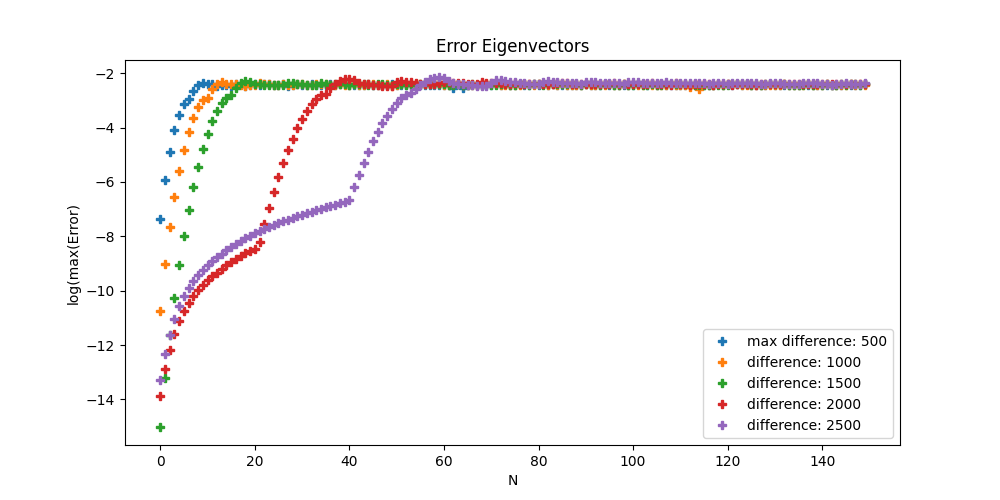 Error Eigenvectors
log(max(Error)
−2
−4
−6
−8
−10
−12
−14
0 20 40 60 80 100 120 140
N
max difference: 500
difference: 1000
difference: 1500
difference: 2000
difference: 2500